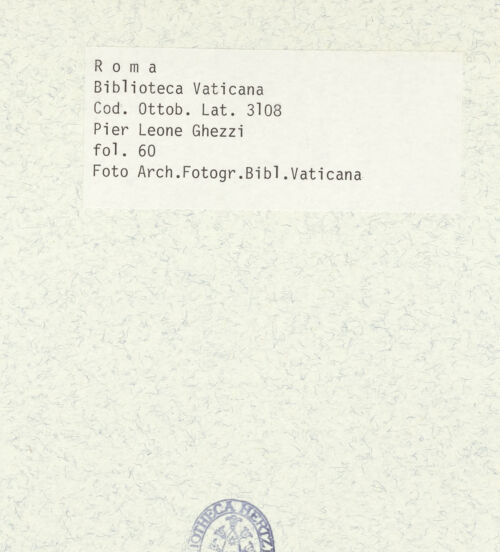 R o m a
Biblioteca Vaticana
Cod. Ottob. Lat. 3108
Pier Leone Ghezzi
fol. 60
Foto Arch.Fotogr.Bibl.Vaticana